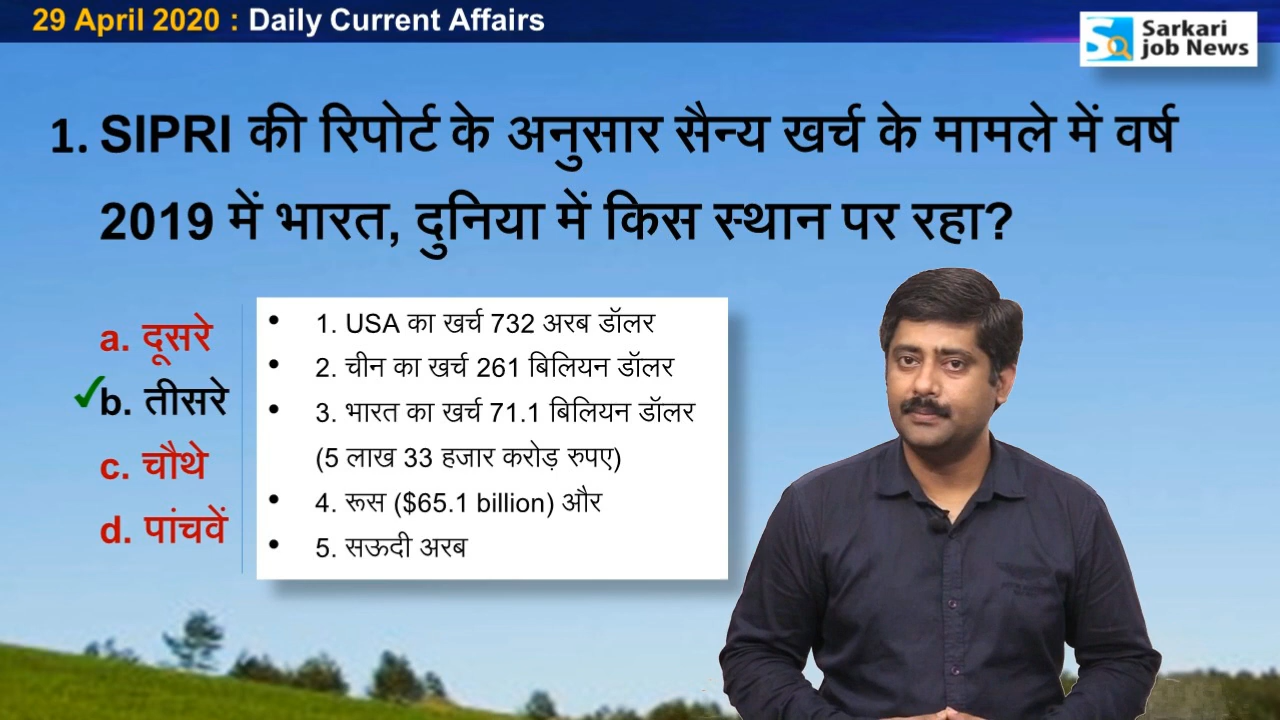 29 April 2020 : Daily Current Affairs
Sarkari
job News
1. SIPRI की रिपोर्ट के अनुसार सैन्य खर्च के मामले में वर्ष
2019 में भारत, दुनिया में किस स्थान पर रहा?
a. दूसरे
b. तीसरे
c. चौथे
d. पांचवें
• 1. USA का खर्च 732 अरब डॉलर
• 2. चीन का खर्च 261 बिलियन डॉलर
• 3. भारत का खर्च 71.1 बिलियन डॉलर
(5 लाख 33 हजार करोड़ रुपए)
• 4. रूस ($65.1 billion) और
• 5. सऊदी अरब